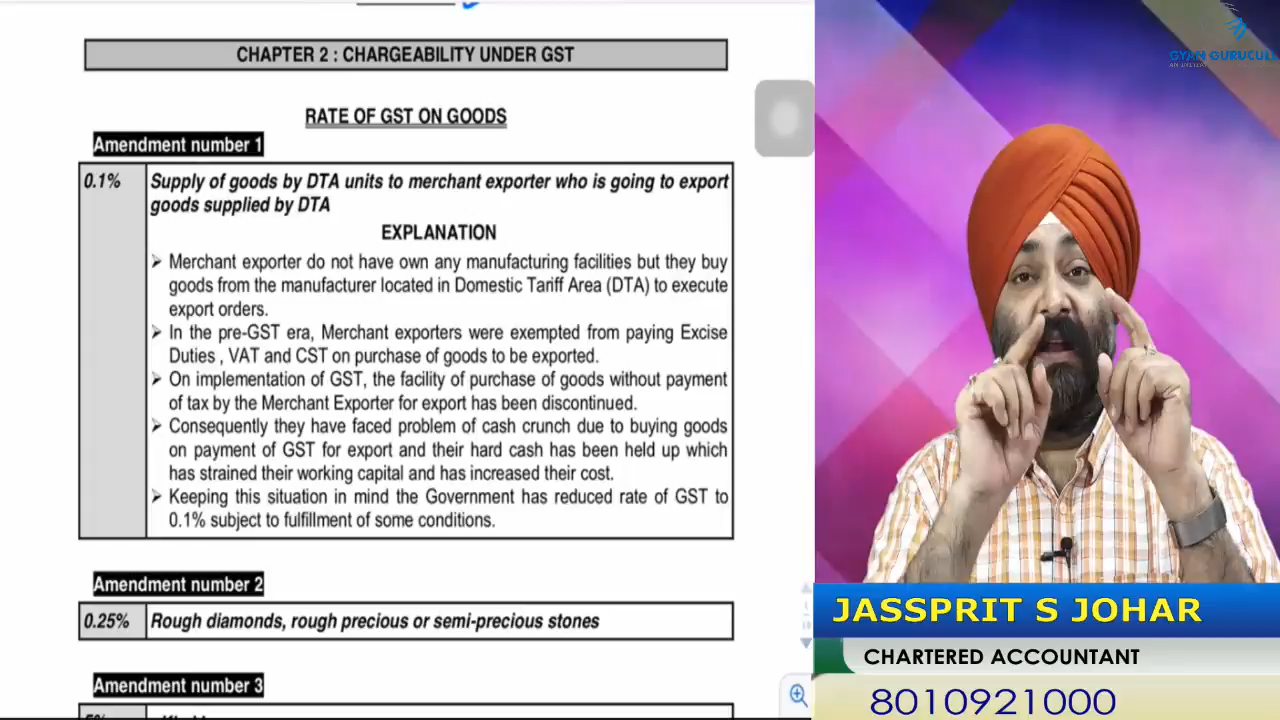 CHAPTER 2 : CHARGEABILITY UNDER GST
RATE OF GST ON GOODS
Amendment number 1
0.1%
Supply of goods by DTA units to merchant exporter who is going to export
goods supplied by DTA
EXPLANATION
➢ Merchant exporter do not have own any manufacturing facilities but they buy
goods from the manufacturer located in Domestic Tariff Area (DTA) to execute
export orders.
➢ In the pre-GST era, Merchant exporters were exempted from paying Excise
Duties , VAT and CST on purchase of goods to be exported.
➢ On implementation of GST, the facility of purchase of goods without payment
of tax by the Merchant Exporter for export has been discontinued.
➢ Consequently they have faced problem of cash crunch due to buying goods
on payment of GST for export and their hard cash has been held up which
has strained their working capital and has increased their cost.
➢ Keeping this situation in mind the Government has reduced rate of GST to
0.1% subject to fulfillment of some conditions.
Amendment number 2
0.25%
Rough diamonds, rough precious or semi-precious stones
Amendment number 3
5%
GYAN GURUCUL
JASSPRIT S JOHAR
CHARTERED ACCOUNTANT
8010921000